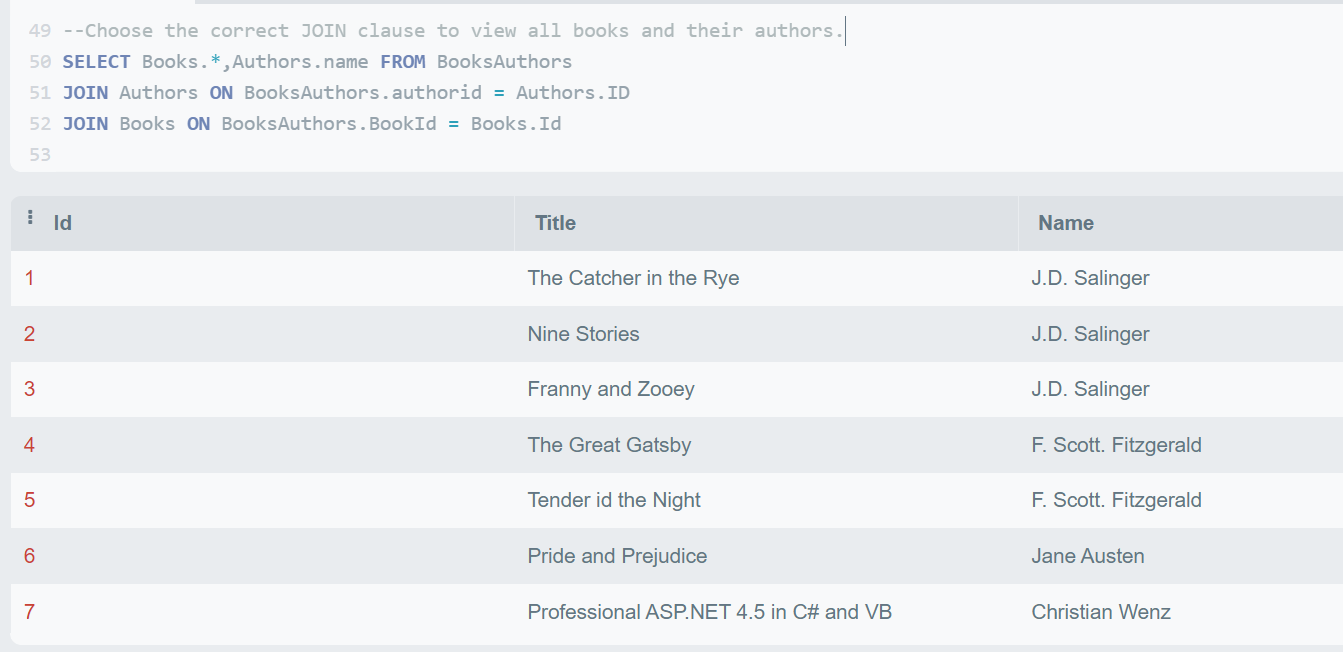 49 --Choose the correct JOIN clause to view all books and their authors.
50 SELECT Books.*,Authors.name FROM BooksAuthors
51 JOIN Authors ON BooksAuthors.authorid = Authors.ID
52 JOIN Books ON BooksAuthors.BookId = Books.Id
53
Id Title Name
1 The Catcher in the Rye J.D. Salinger
2 Nine Stories J.D. Salinger
3 Franny and Zooey J.D. Salinger
4 The Great Gatsby F. Scott. Fitzgerald
5 Tender id the Night F. Scott. Fitzgerald
6 Pride and Prejudice Jane Austen
7 Professional ASP.NET 4.5 in C# and VB Christian Wenz